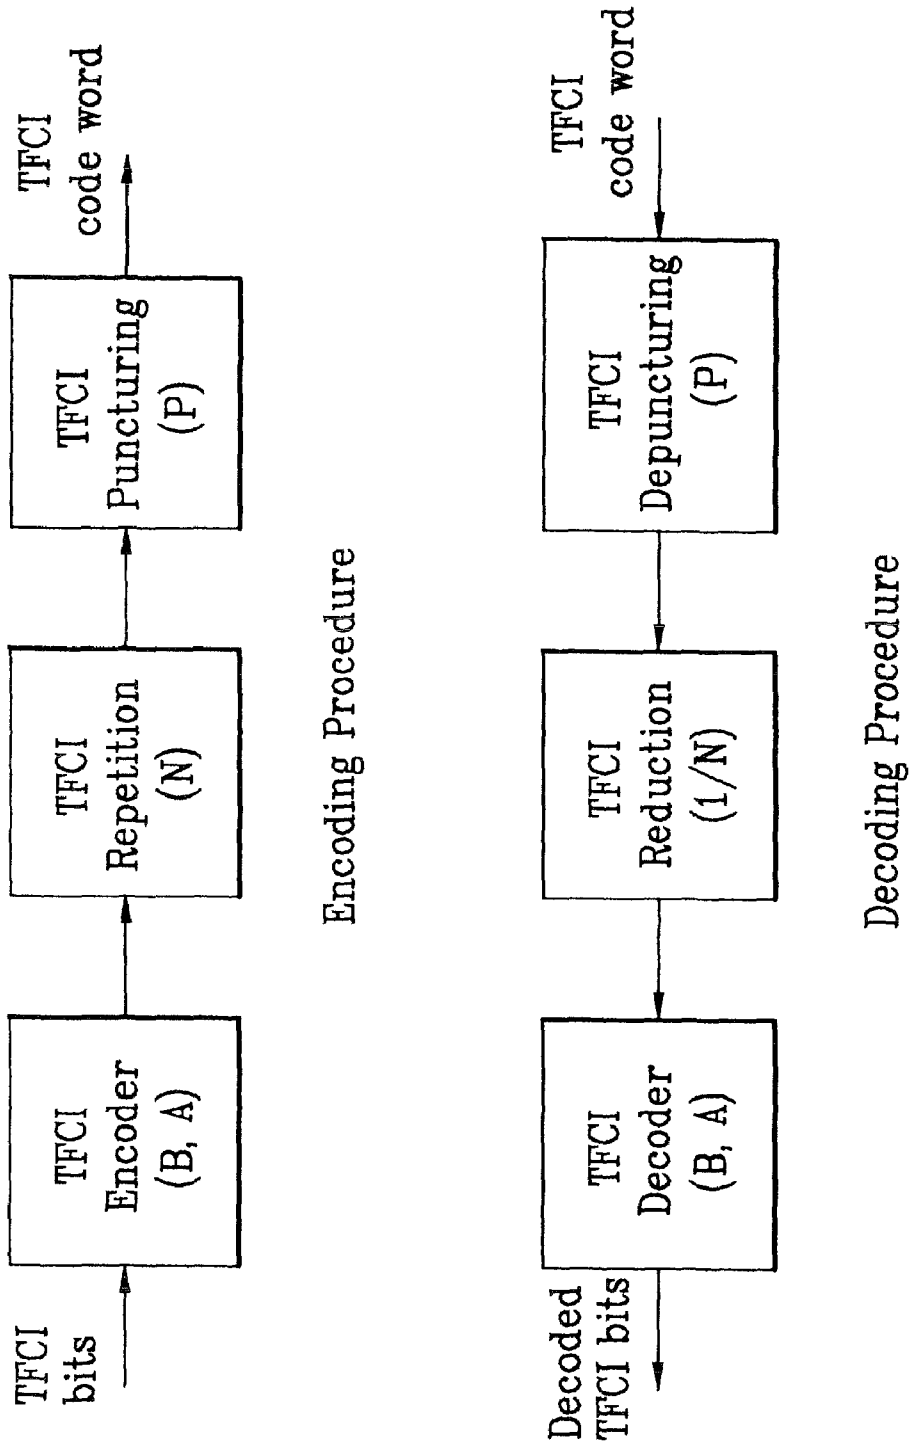 TFCI
bits
TFCI
Encoder
(B, A)
TFCI
Repetition
(N)
TFCI
Puncturing
(P)
TFCI
code word
Encoding Procedure
Decoded
TFCI bits
TFCI
Decoder
(B, A)
TFCI
Reduction
(1/N)
TFCI
Depuncturing
(P)
TFCI
code word
Decoding Procedure